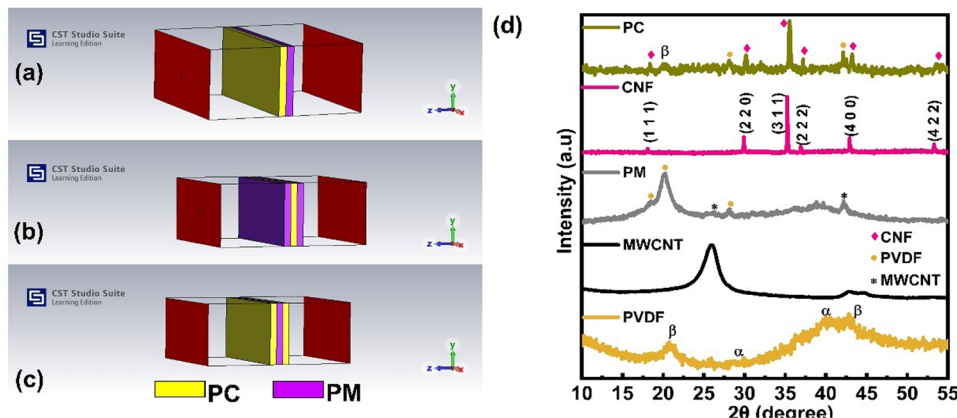 CST Studio Suite
Learning Edition
(a)
y
z
x
CST Studio Suite
Learning Edition
(b)
y
z
x
CST Studio Suite
Learning Edition
(c)
y
z
x
PC
PM
(d)
PC
β
CNF
(1 1 1)
(2 2 0)
(3 1 1)
(2 2 2)
(4 0 0)
(4 2 2)
PM
*
*
MWCNT
CNF
PVDF
* MWCNT
PVDF
β
α
α
β
Intensity (a.u)
10 15 20 25 30 35 40 45 50 55
2θ (degree)